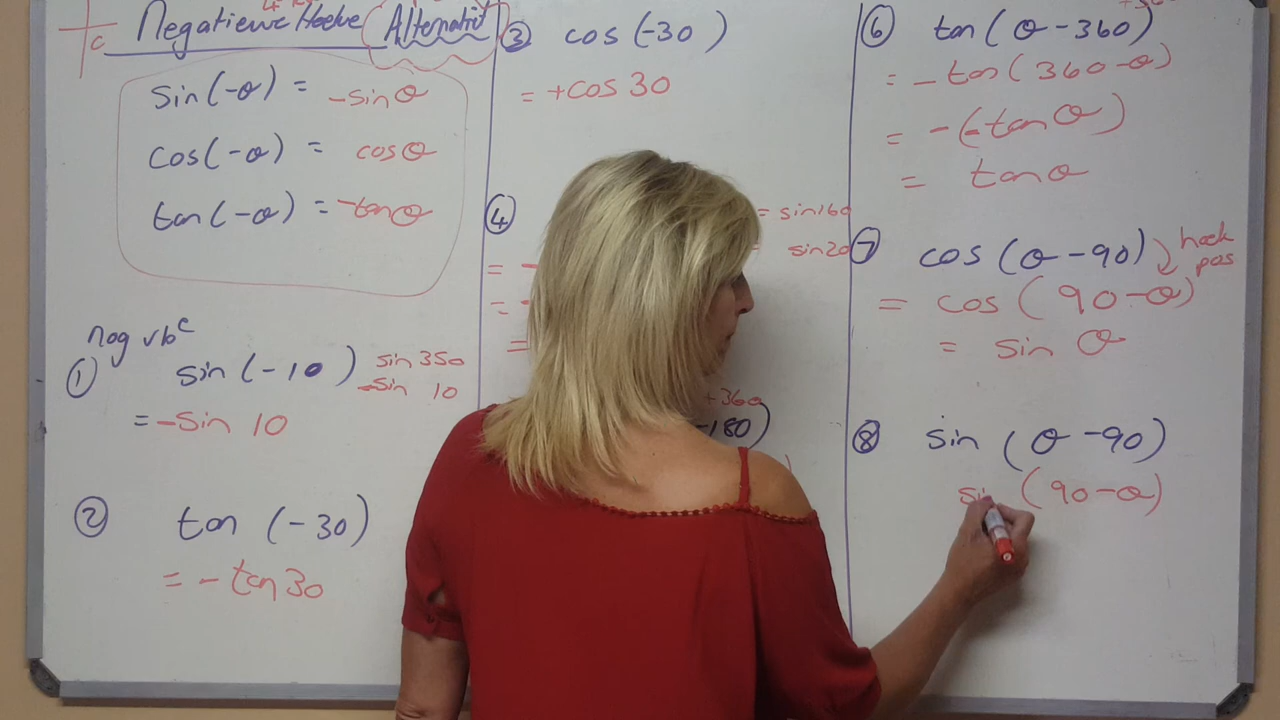 c Negatiewe Hoeke (Alternatief)
sin(-θ) = -sinθ
cos(-θ) = cosθ
tan(-θ) = -tanθ
nog vbe
① sin(-10) sin 350
-sin 10
= -sin 10
② tan (-30)
= - tan 30
③ cos (-30)
= +cos 30
④ = sin160
= sin20
= -
= -
=
+360
-180)
⑥ tan(θ-360)
= -tan(360-θ)
= -(-tanθ)
= tanθ
⑦ cos(θ-90) hoek
pos
= cos(90-θ)
= sin θ
⑧ sin (θ-90)
sin (90-θ)